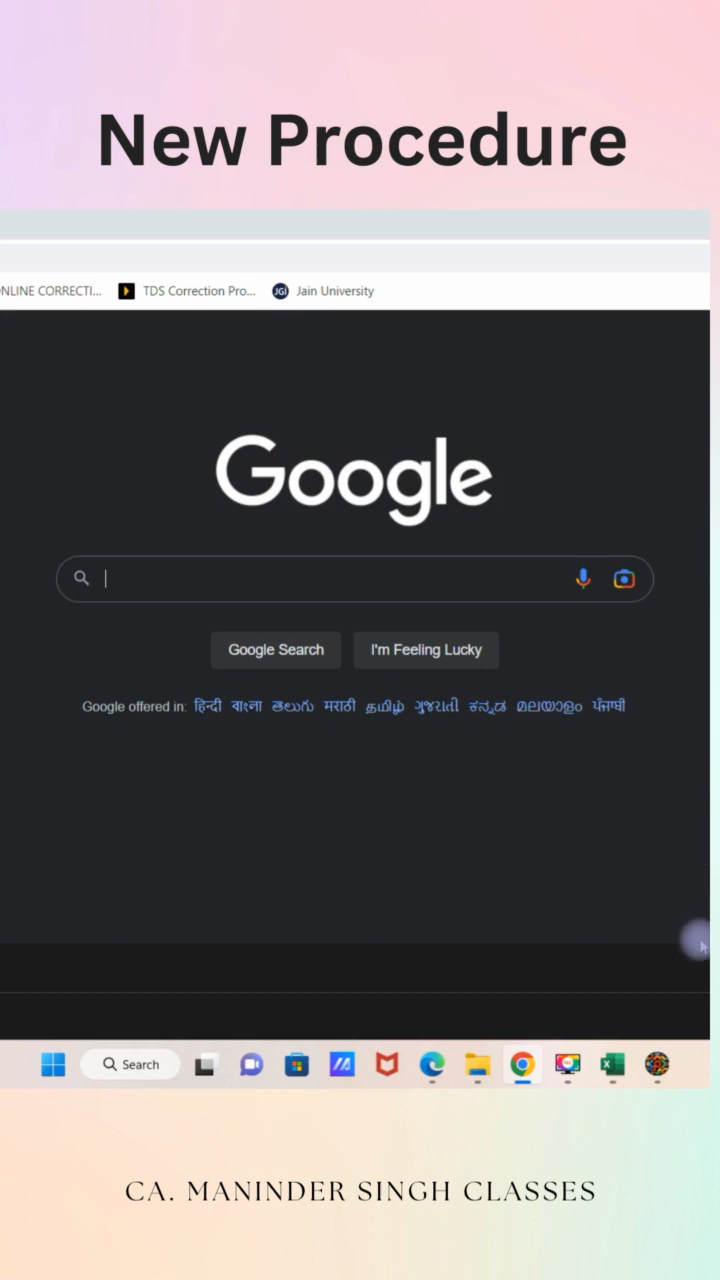 New Procedure
NLINE CORRECTI... TDS Correction Pro... JGI Jain University
Google
Google Search I'm Feeling Lucky
Google offered in: हिन्दी বাংলা తెలుగు मराठी தமிழ் ગુજરાતી ಕನ್ನಡ മലയാളം ਪੰਜਾਬੀ
Search
CA. MANINDER SINGH CLASSES